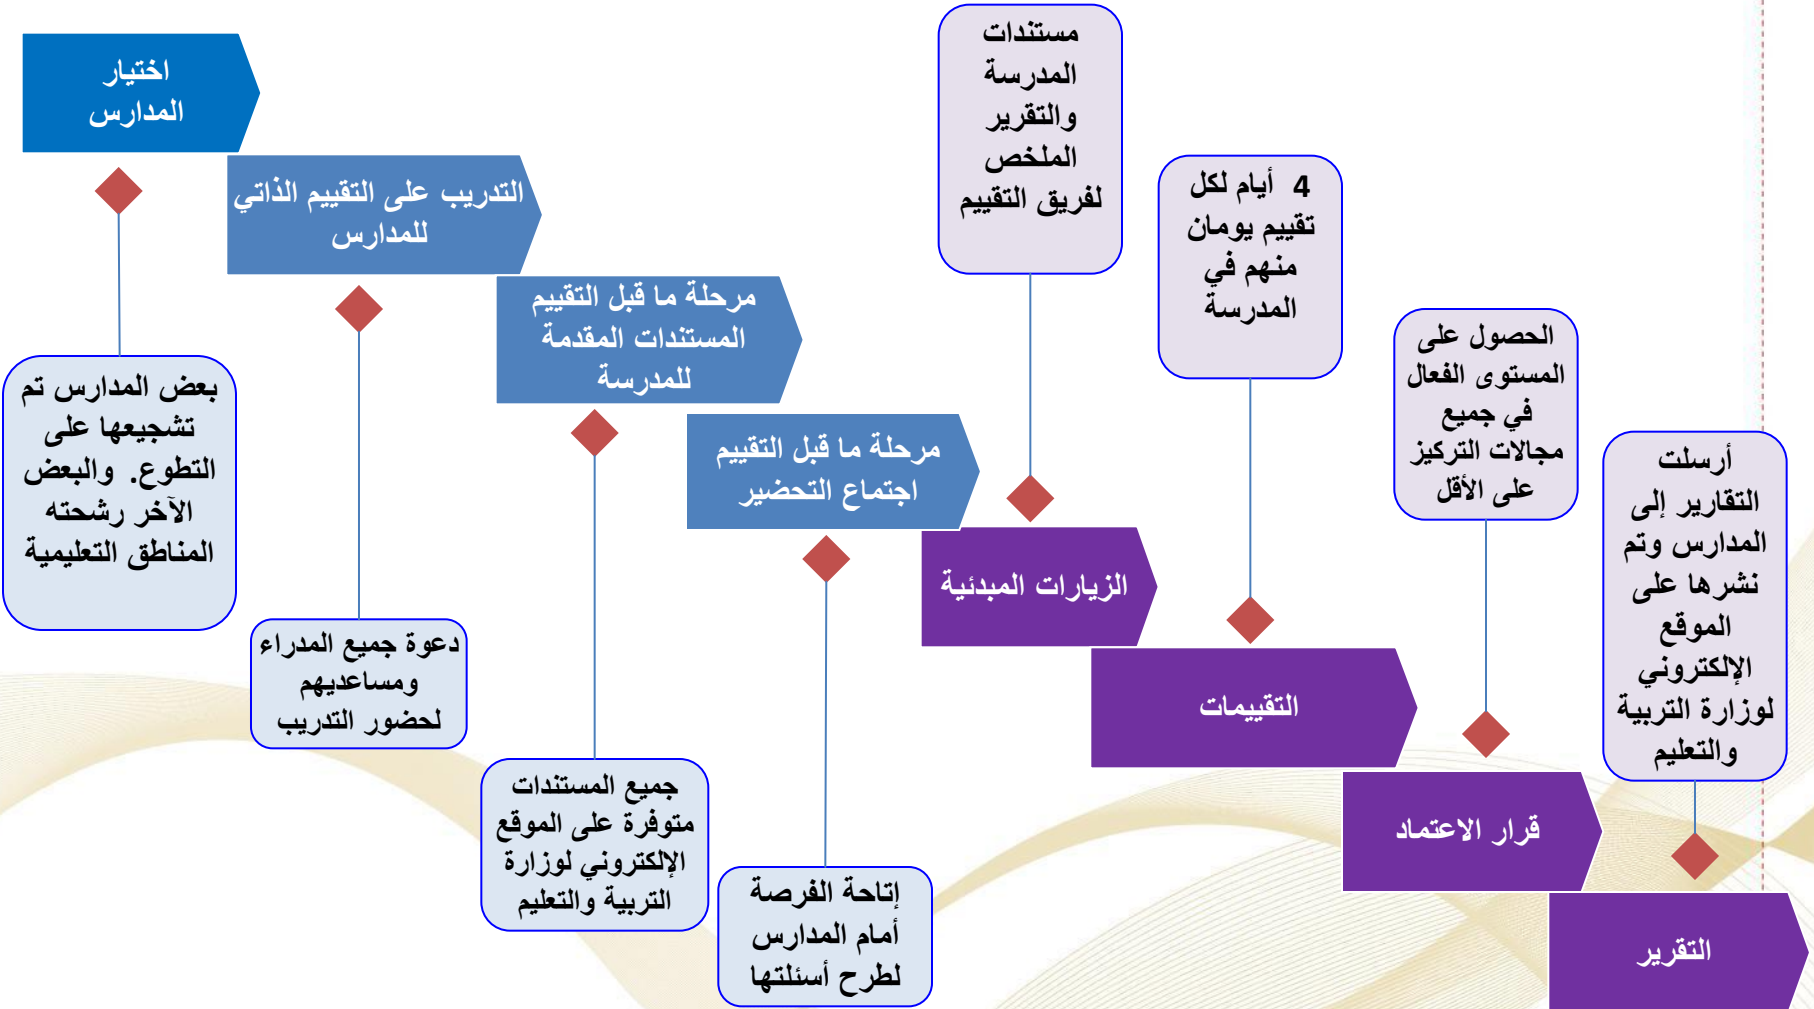 اختيار
المدارس
بعض المدارس تم
تشجيعها على
التطوع. والبعض
الآخر رشحته
المناطق التعليمية
التدريب على التقييم الذاتي
للمدارس
دعوة جميع المدراء
ومساعديهم
لحضور التدريب
مرحلة ما قبل التقييم
المستندات المقدمة
للمدرسة
جميع المستندات
متوفرة على الموقع
الإلكتروني لوزارة
التربية والتعليم
مرحلة ما قبل التقييم
اجتماع التحضير
إتاحة الفرصة
أمام المدارس
لطرح أسئلتها
مستندات
المدرسة
والتقرير
الملخص
لفريق التقييم
الزيارات المبدئية
4 أيام لكل
تقييم يومان
منهم في
المدرسة
التقييمات
الحصول على
المستوى الفعال
في جميع
مجالات التركيز
على الأقل
قرار الاعتماد
أرسلت
التقارير إلى
المدارس وتم
نشرها على
الموقع
الإلكتروني
لوزارة التربية
والتعليم
التقرير